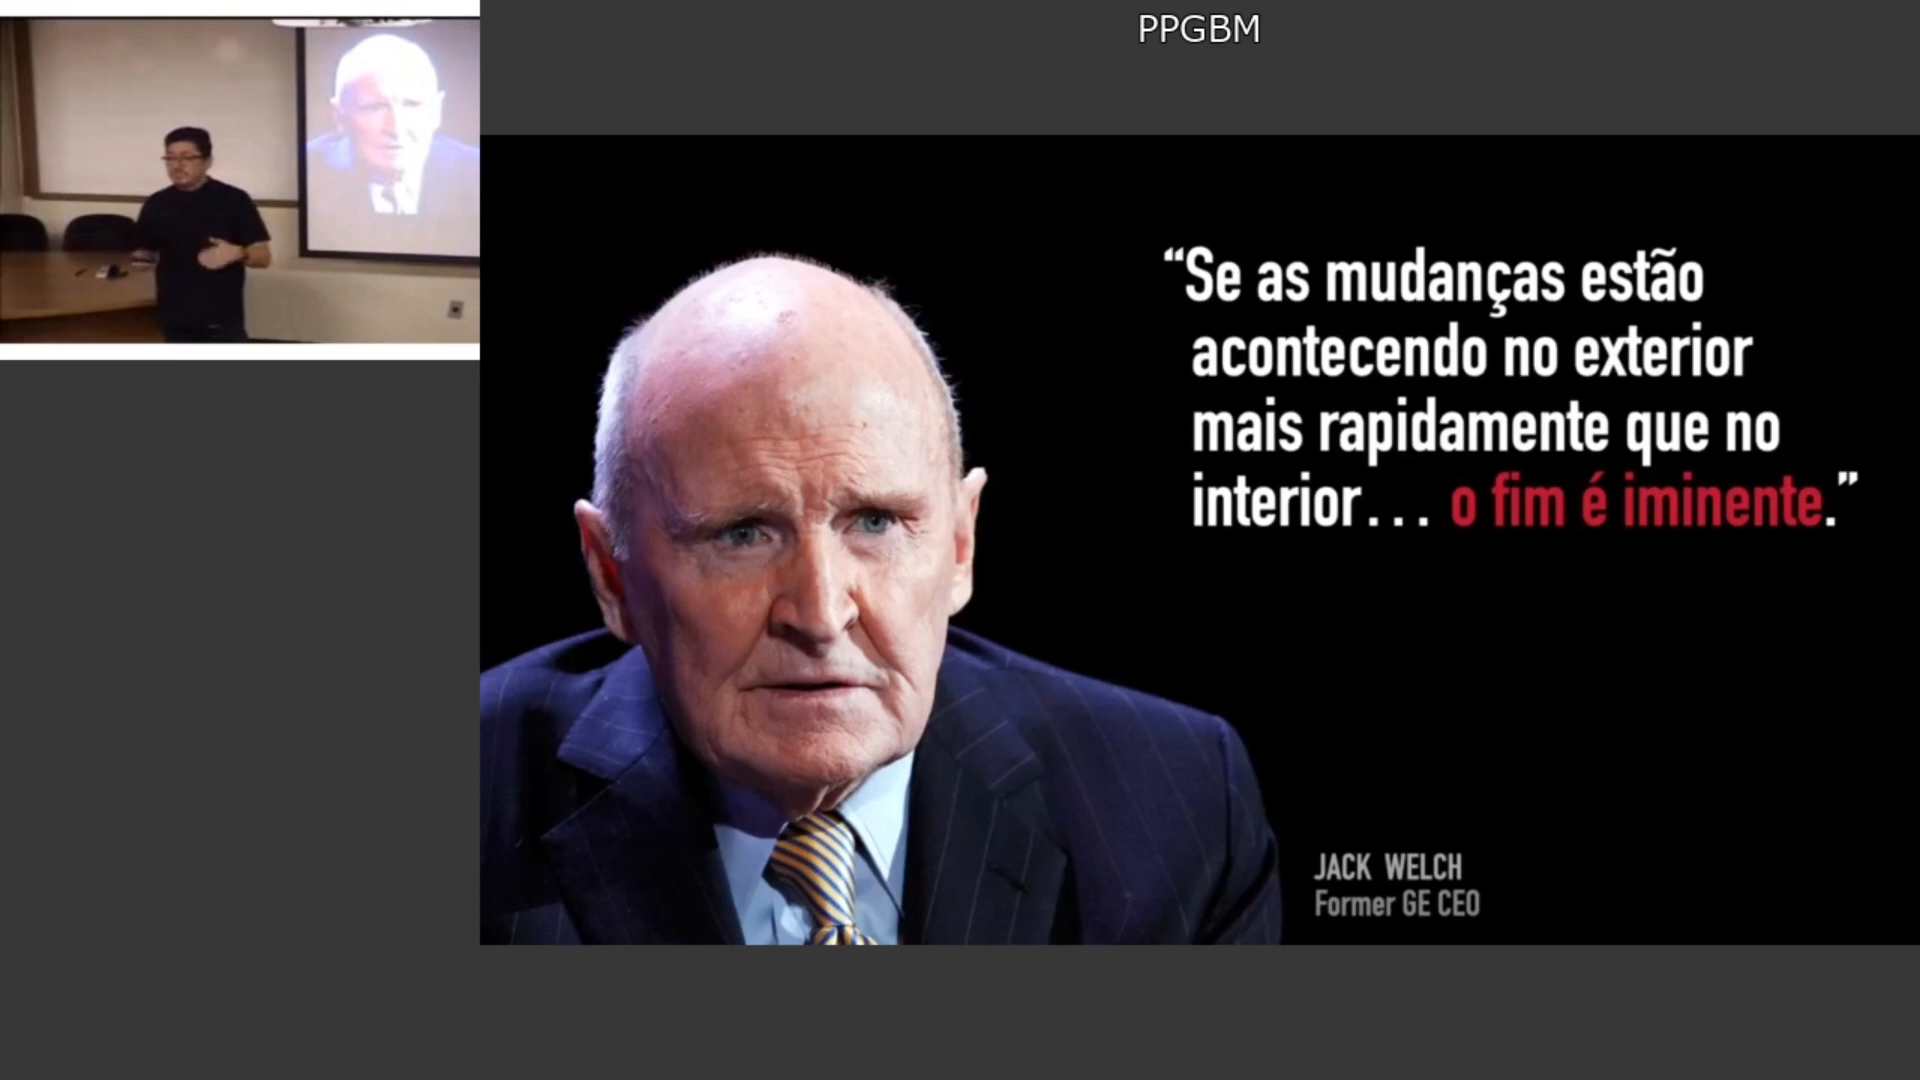 PPGBM
“Se as mudanças estão
acontecendo no exterior
mais rapidamente que no
interior... o fim é iminente.”
JACK WELCH
Former GE CEO